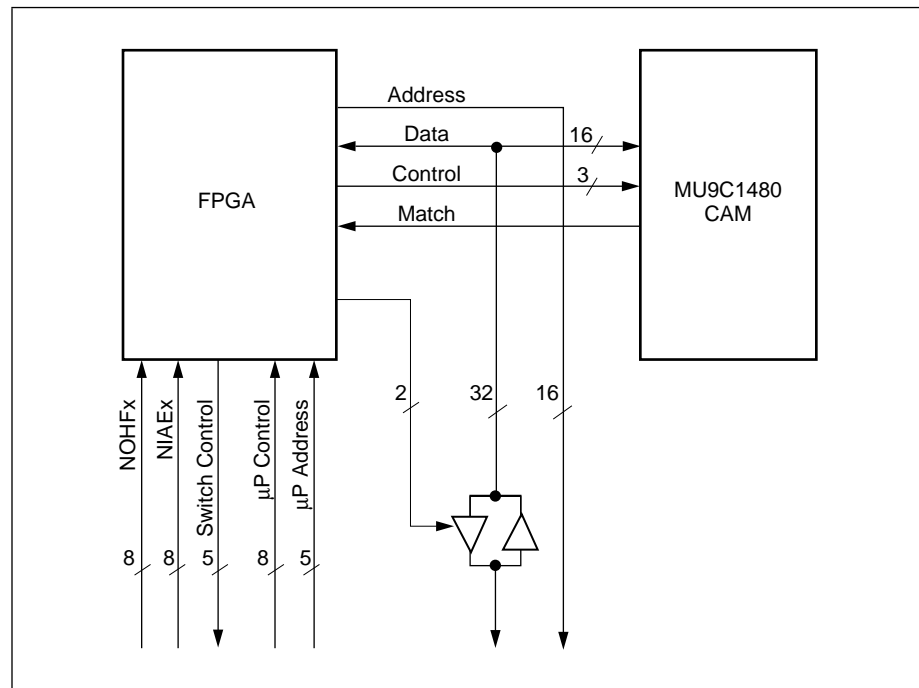 Address
Data
16
Control
3
Match
FPGA
MU9C1480
CAM
2
32
16
NOHFx
NIAEx
Switch Control
µP Control
µP Address
8
8
5
8
5